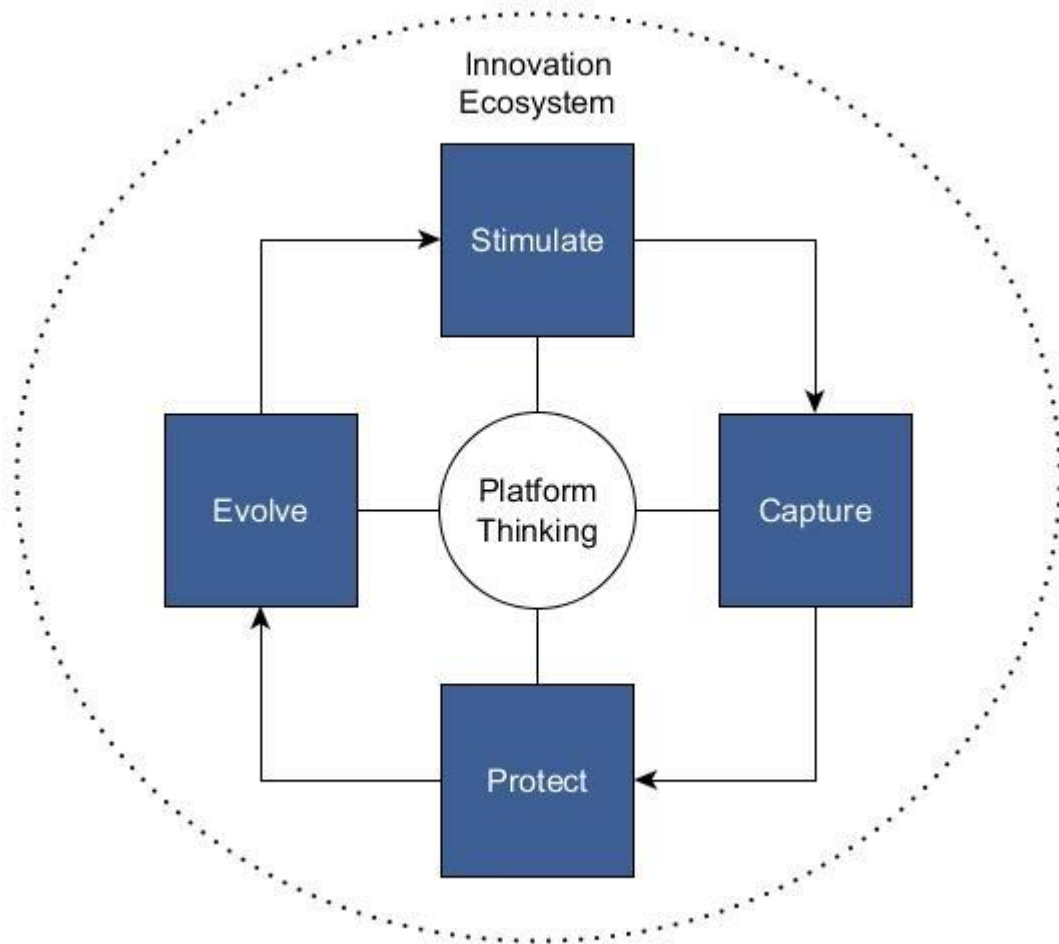 Innovation
Ecosystem
Stimulate
Evolve
Platform
Thinking
Capture
Protect